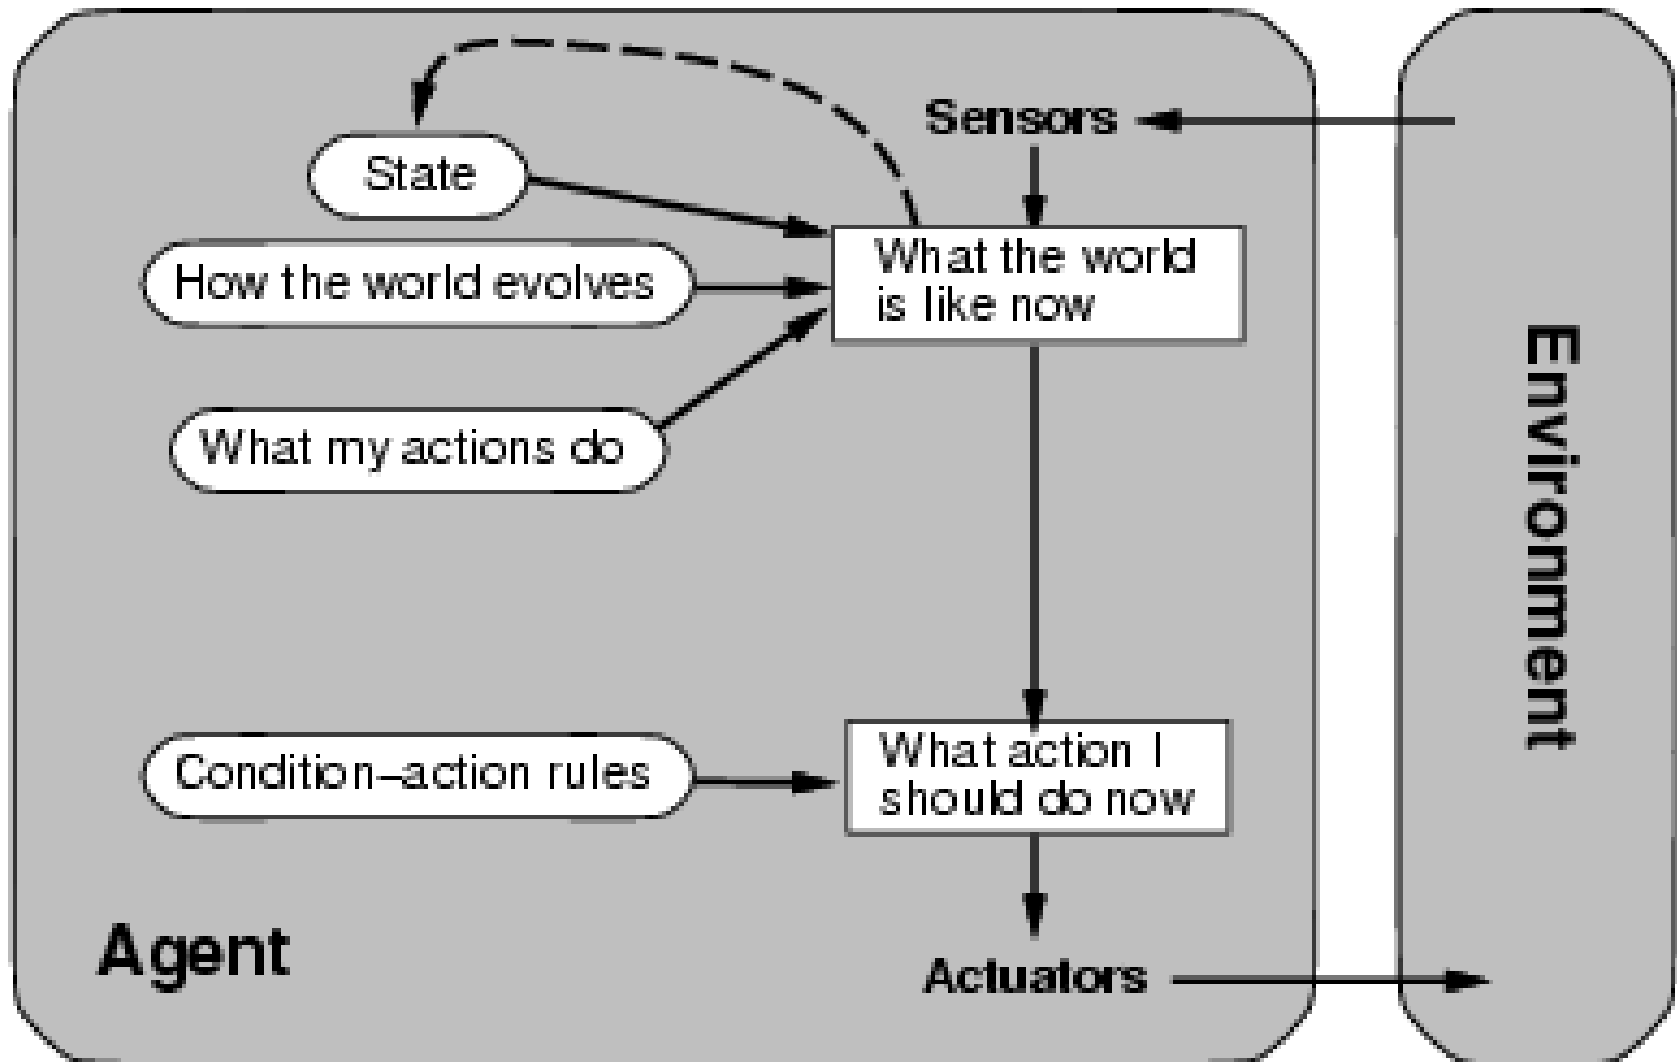 Sensors
State
What the world
is like now
How the world evolves
What my actions do
Condition–action rules
What action I
should do now
Agent
Actuators
Environment